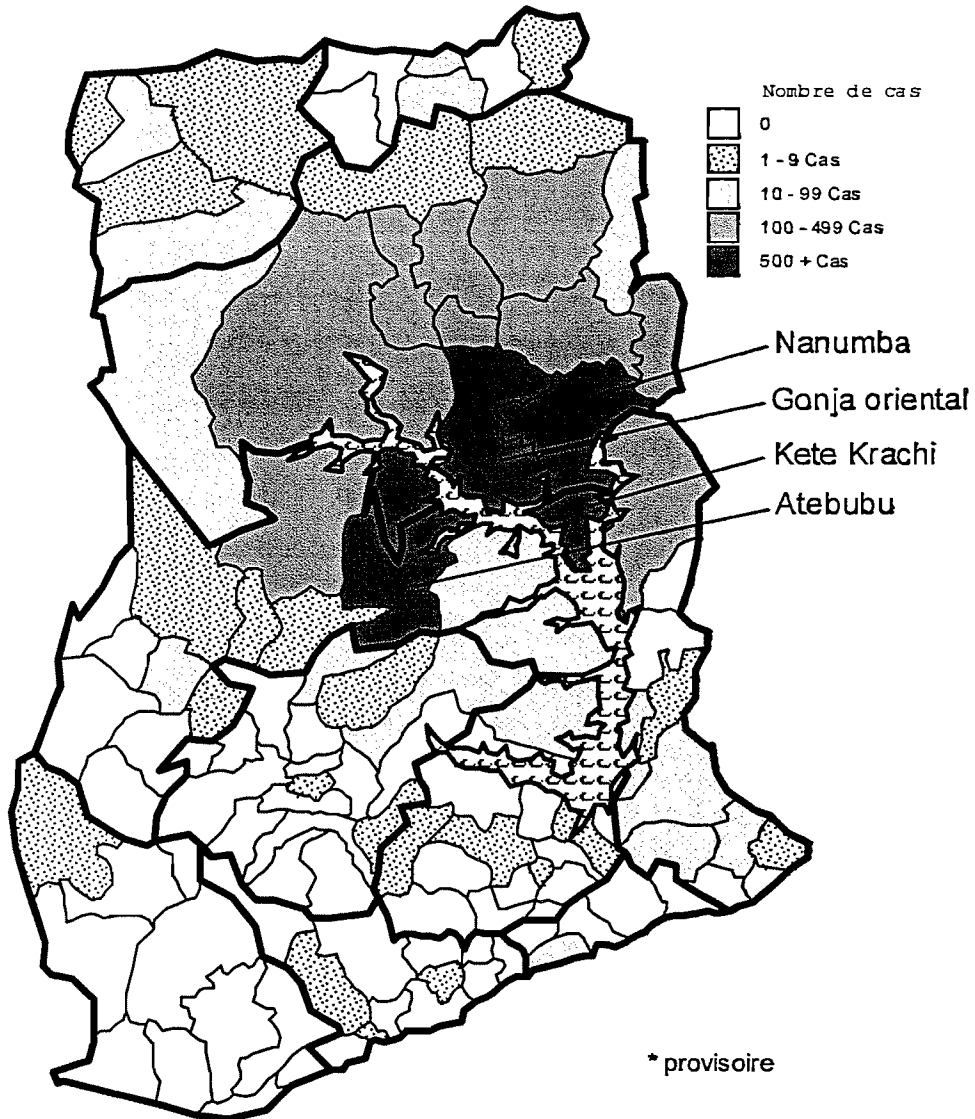 Nombre de cas
0
1 - 9 Cas
10 - 99 Cas
100 - 499 Cas
500 + Cas
Nanumba
Gonja oriental
Kete Krachi
Atebubu
* provisoire